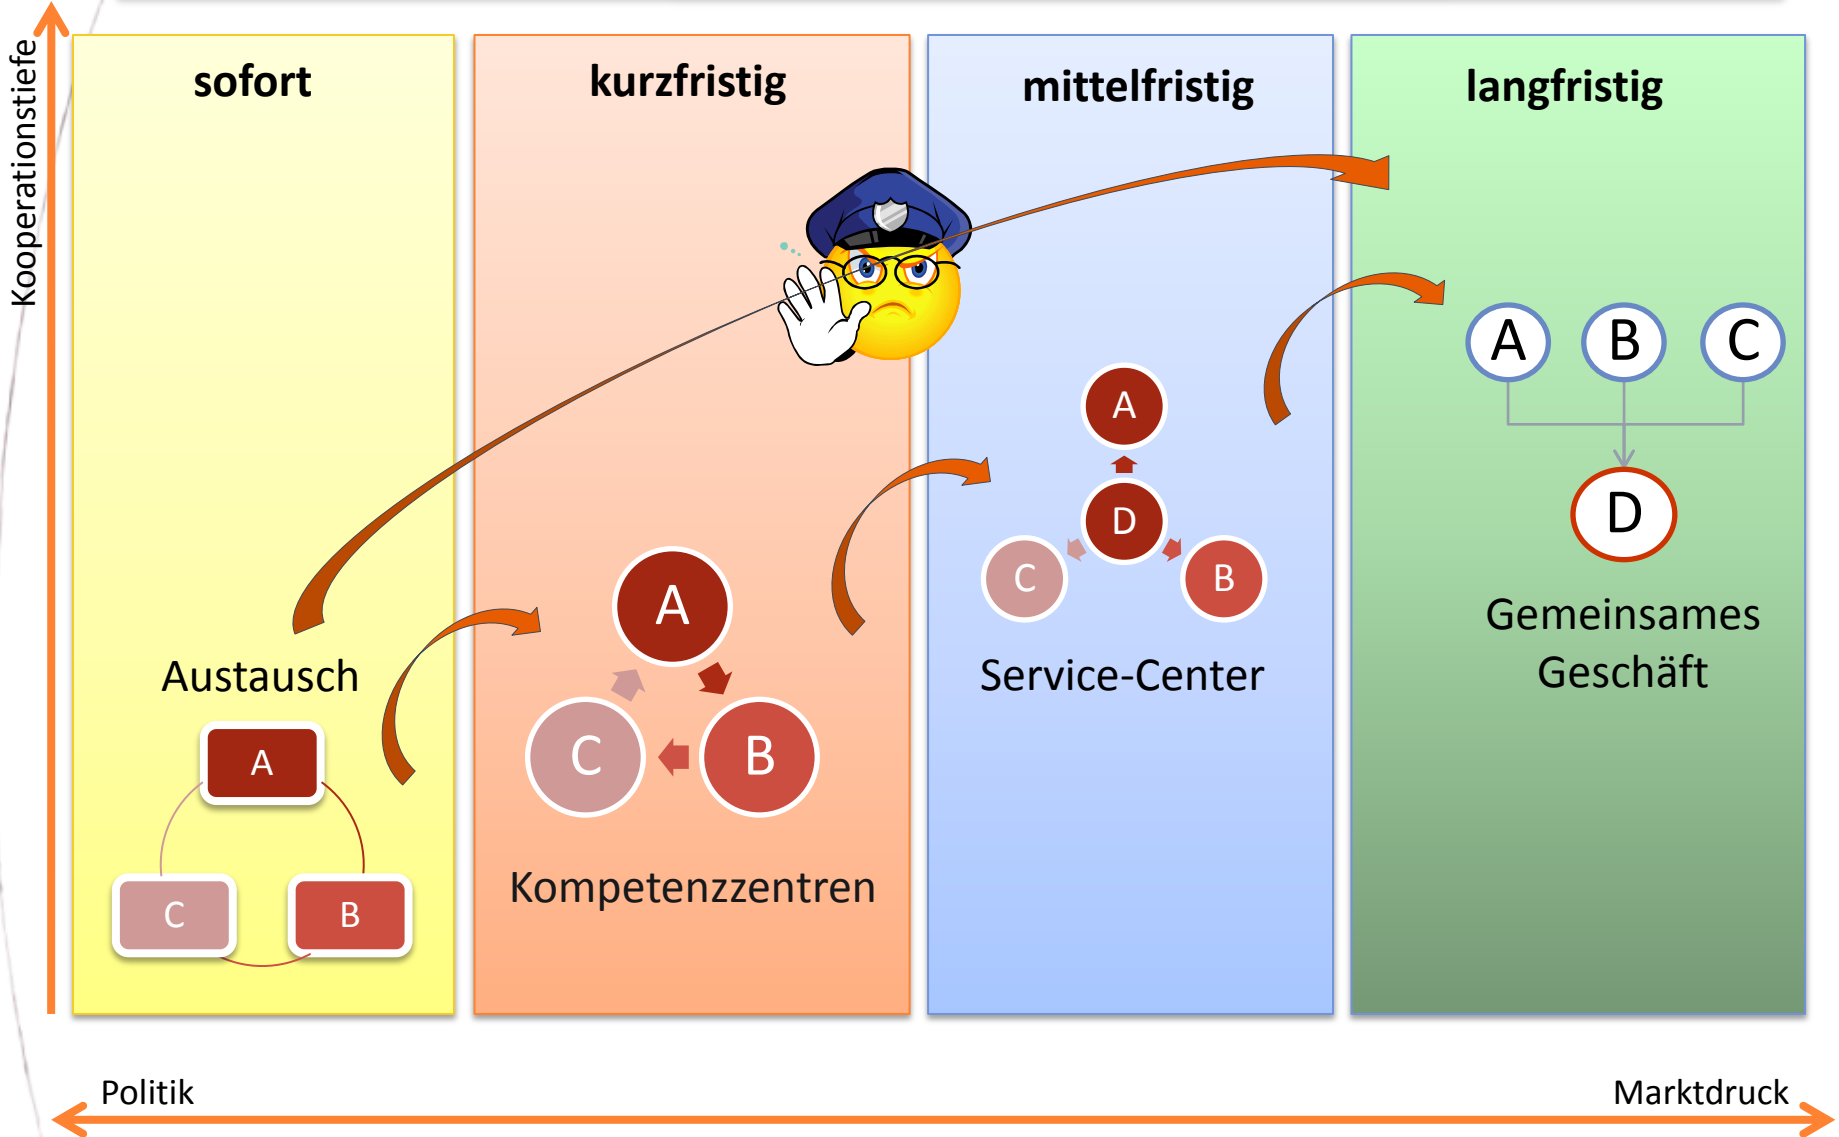 Kooperationstiefe
sofort
Austausch
A
C
B
kurzfristig
A
C
B
Kompetenzzentren
mittelfristig
A
D
C
B
Service-Center
langfristig
A B C
D
Gemeinsames
Geschäft
Politik
Marktdruck